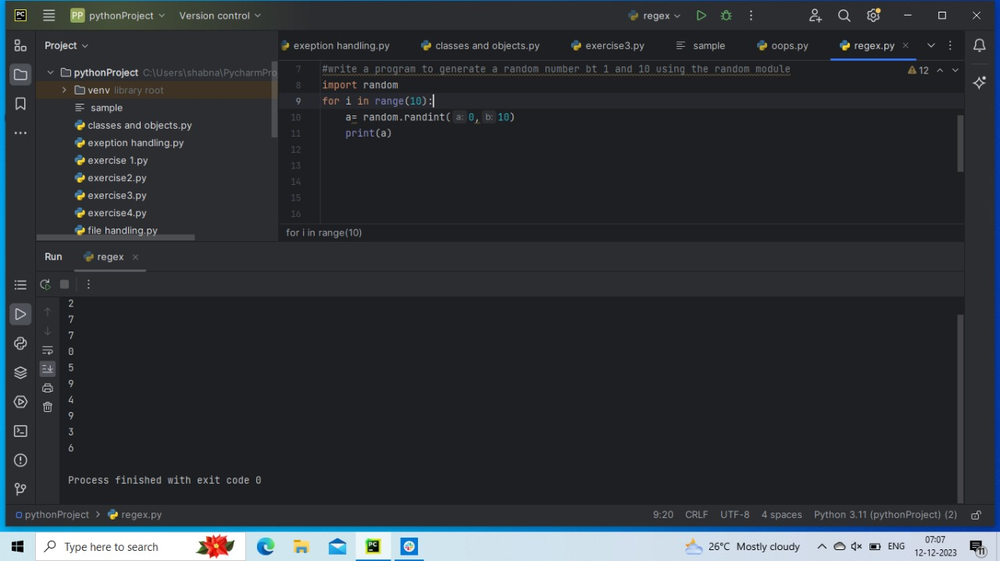 PC
PP pythonProject Version control regex
Project
exeption handling.py classes and objects.py exercise3.py sample oops.py regex.py
pythonProject C:\Users\shabna\PycharmPro
venv library root
sample
classes and objects.py
exeption handling.py
exercise 1.py
exercise2.py
exercise3.py
exercise4.py
file handling.py
7 #write a program to generate a random number bt 1 and 10 using the random module
12
8 import random
9 for i in range(10):
10 a= random.randint( a: 0, b: 10)
11 print(a)
12
13
14
15
16
for i in range(10)
Run regex
2
7
7
0
5
9
4
9
3
6
Process finished with exit code 0
pythonProject > regex.py 9:20 CRLF UTF-8 4 spaces Python 3.11 (pythonProject) (2)
Type here to search
PC
26°C Mostly cloudy
ENG
07:07
12-12-2023
11